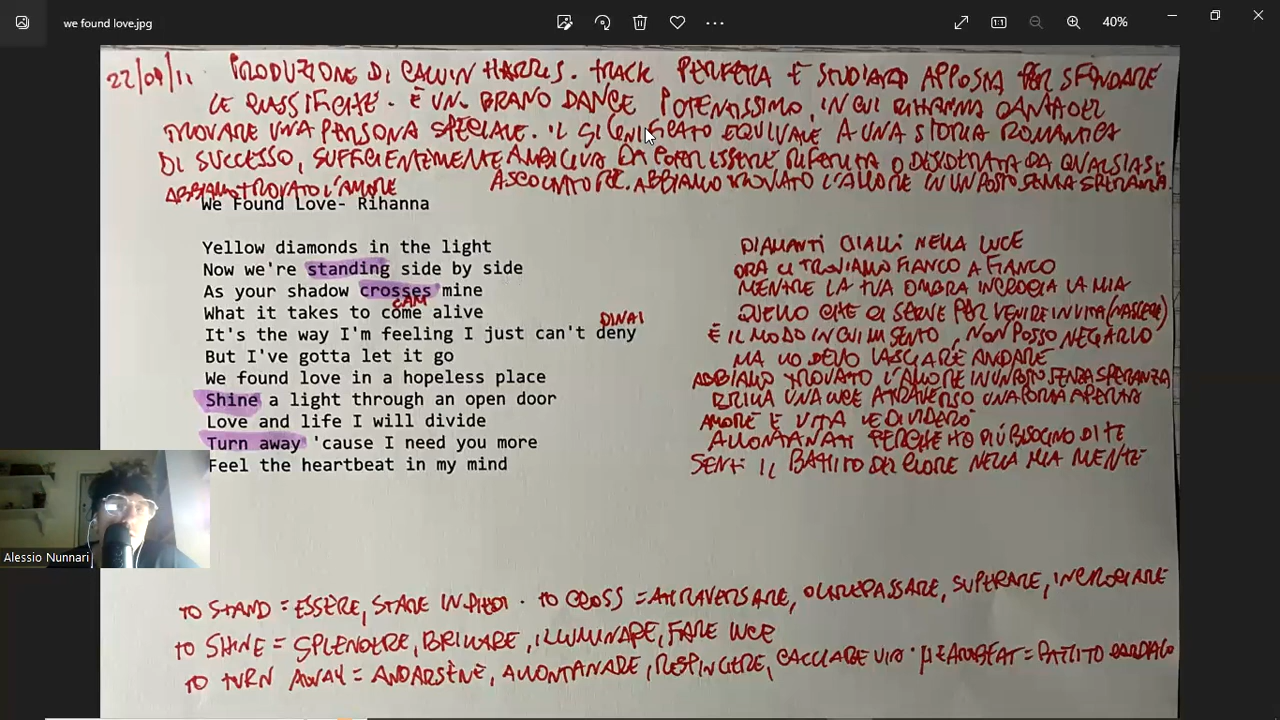 we found love.jpg
40%
22/09/11 PRODUZIONE DI CALVIN HARRIS. TRACK PERFETTA E STUDIATA APPOSTA PER SFONDARE
LE CLASSIFICHE. È UN BRANO DANCE POTENTISSIMO, IN CUI RIHANNA CANTA DEL
TROVARE UNA PERSONA SPECIALE. IL SIGNIFICATO EQUIVALE A UNA STORIA ROMANTICA
DI SUCCESSO, SUFFICIENTEMENTE AMBIGUA DA POTER ESSERE RIFERITA O DESIDERATA DA QUALSIASI
ASCOLTATORE. ABBIAMO TROVATO L'AMORE IN UN POSTO SENZA SPERANZA.
ABBIAMO TROVATO L'AMORE
We Found Love- Rihanna
Yellow diamonds in the light
Now we're standing side by side
As your shadow crosses mine
CAM
What it takes to come alive
DINAI
It's the way I'm feeling I just can't deny
But I've gotta let it go
We found love in a hopeless place
Shine a light through an open door
Love and life I will divide
Turn away 'cause I need you more
Feel the heartbeat in my mind
DIAMANTI GIALLI NELLA LUCE
ORA CI TROVIAMO FIANCO A FIANCO
MENTRE LA TUA OMBRA INCROCIA LA MIA
QUELLO CHE CI SERVE PER VENIRE IN VITA (NASCERE)
È IL MODO IN CUI MI SENTO, NON POSSO NEGARLO
MA LO DEVO LASCIARE ANDARE
ABBIAMO TROVATO L'AMORE IN UN POSTO SENZA SPERANZA
BRILLA UNA LUCE ATTRAVERSO UNA PORTA APERTA
AMORE E VITA LE DIVIDERÒ
ALLONTANATI PERCHÉ HO PIÙ BISOGNO DI TE
SENTI IL BATTITO DEL CUORE NELLA MIA MENTE
Alessio Nunnari
TO STAND = ESSERE, STARE IN PIEDI. TO CROSS = ATTRAVERSARE, OLTREPASSARE, SUPERARE, INCROCIARE
TO SHINE = SPLENDERE, BRILLARE, ILLUMINARE, FARE LUCE
TO TURN AWAY = ANDARSENE, ALLONTANARE, RESPINGERE, CACCIARE VIA. HEARTBEAT = BATTITO CARDIACO